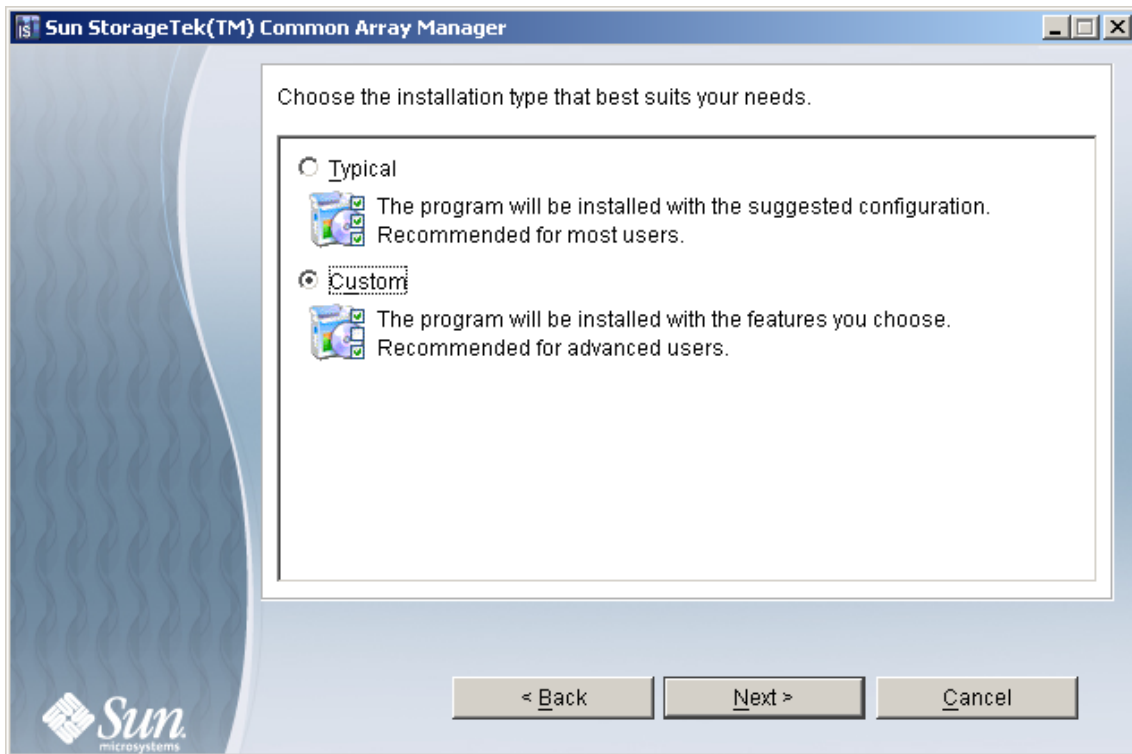 Sun StorageTek(TM) Common Array Manager
Choose the installation type that best suits your needs.
Typical
The program will be installed with the suggested configuration.
Recommended for most users.
Custom
The program will be installed with the features you choose.
Recommended for advanced users.
< Back
Next >
Cancel
Sun
microsystems